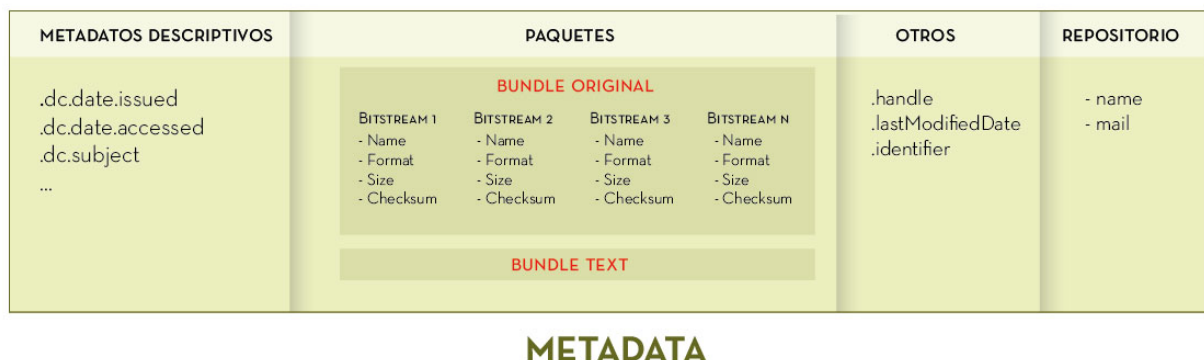 METADATOS DESCRIPTIVOS
.dc.date.issued
.dc.date.accessed
.dc.subject
...
PAQUETES
BUNDLE ORIGINAL
BITSTREAM 1
- Name
- Format
- Size
- Checksum
BITSTREAM 2
- Name
- Format
- Size
- Checksum
BITSTREAM 3
- Name
- Format
- Size
- Checksum
BITSTREAM N
- Name
- Format
- Size
- Checksum
BUNDLE TEXT
OTROS
.handle
.lastModifiedDate
.identifier
REPOSITORIO
- name
- mail
METADATA